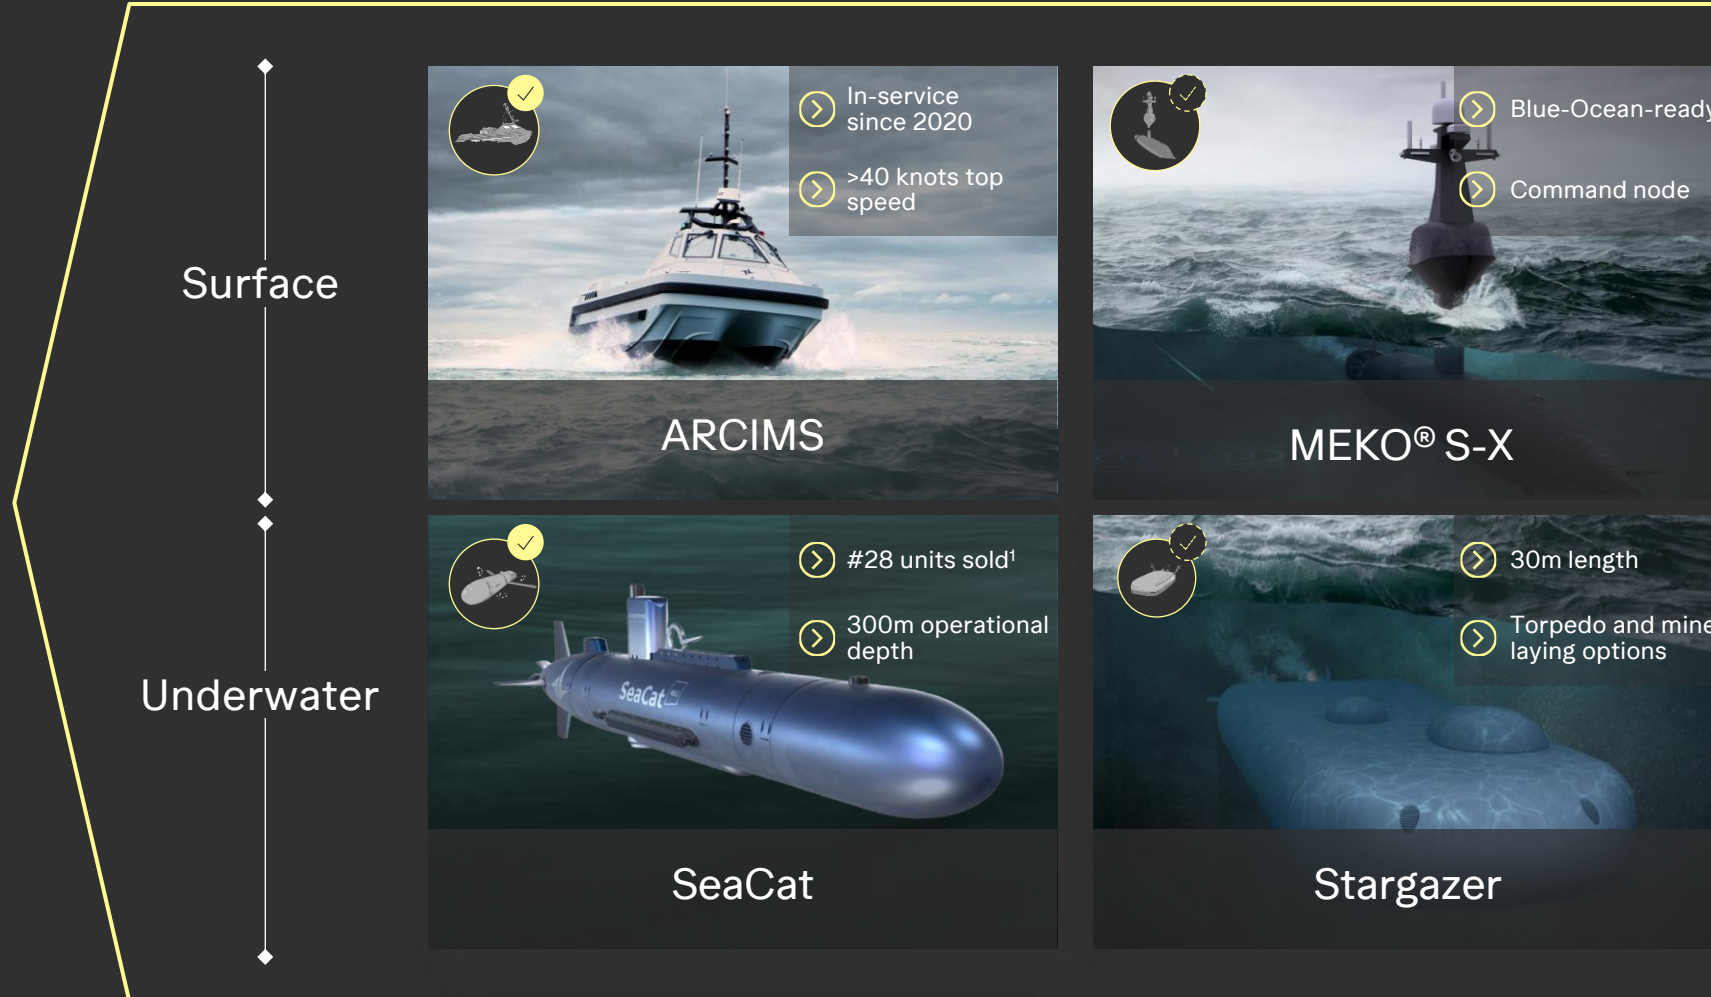 Surface
In-service
since 2020
>40 knots top
speed
ARCIMS
Blue-Ocean-ready
Command node
MEKO® S-X
Underwater
#28 units sold¹
300m operational
depth
SeaCat
SeaCat
30m length
Torpedo and mine
laying options
Stargazer